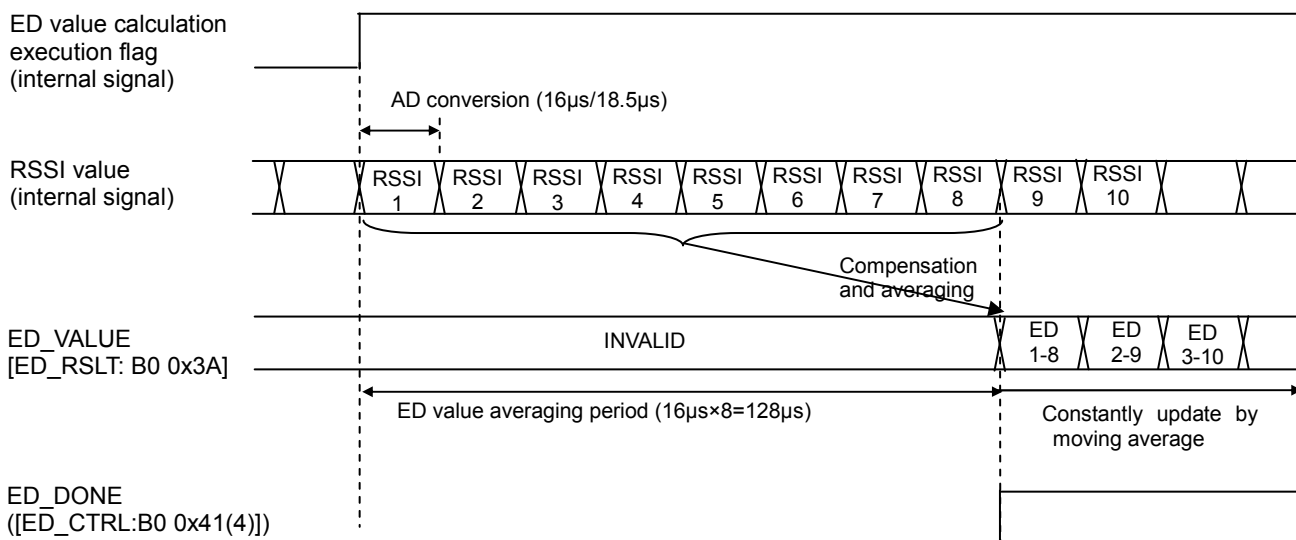 ED value calculation
execution flag
(internal signal)
AD conversion (16µs/18.5µs)
RSSI value
(internal signal)
RSSI 1
RSSI 2
RSSI 3
RSSI 4
RSSI 5
RSSI 6
RSSI 7
RSSI 8
RSSI 9
RSSI 10
Compensation
and averaging
ED_VALUE
[ED_RSLT: B0 0x3A]
INVALID
ED 1-8
ED 2-9
ED 3-10
ED value averaging period (16µs×8=128µs)
Constantly update by
moving average
ED_DONE
([ED_CTRL:B0 0x41(4)])